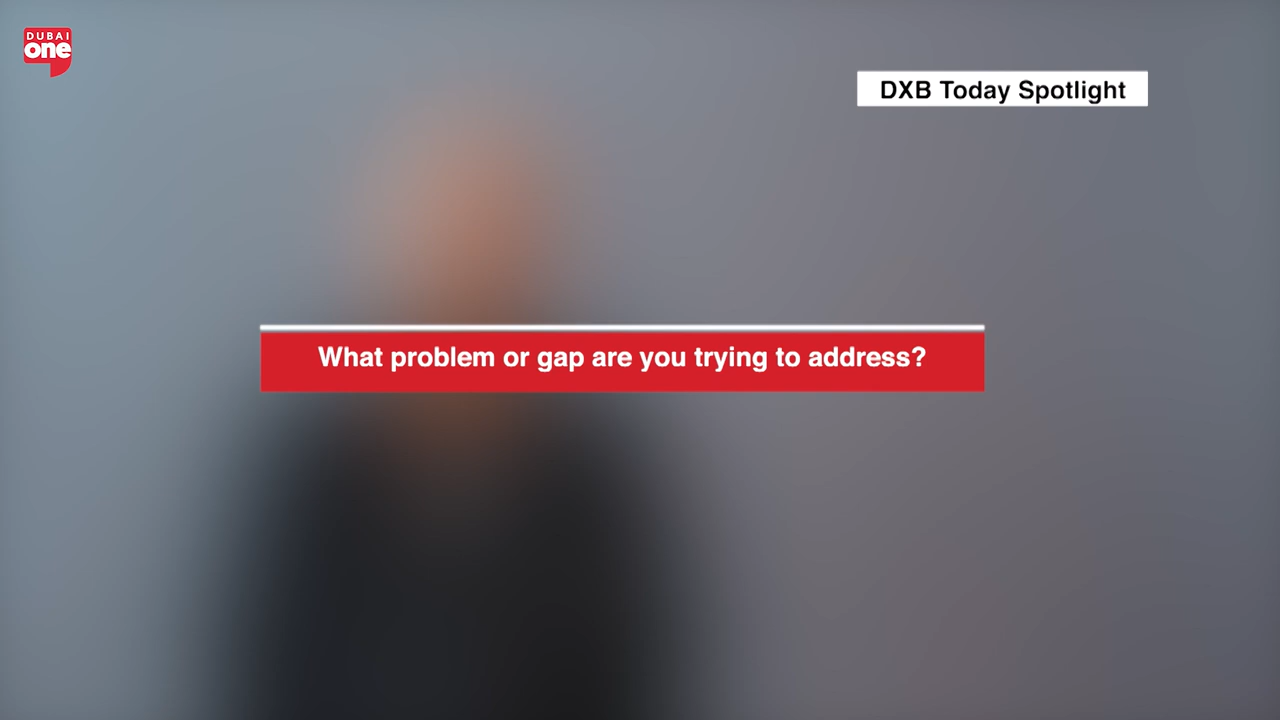 DUBAI
one
DXB Today Spotlight
What problem or gap are you trying to address?